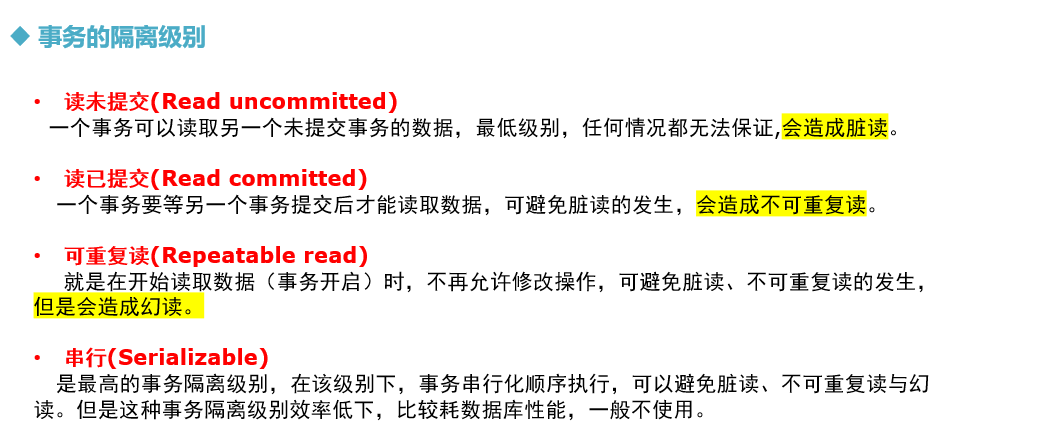 ◆ 事务的隔离级别
• 读未提交(Read uncommitted)
一个事务可以读取另一个未提交事务的数据，最低级别，任何情况都无法保证,会造成脏读。
• 读已提交(Read committed)
一个事务要等另一个事务提交后才能读取数据，可避免脏读的发生，会造成不可重复读。
• 可重复读(Repeatable read)
就是在开始读取数据（事务开启）时，不再允许修改操作，可避免脏读、不可重复读的发生，
但是会造成幻读。
• 串行(Serializable)
是最高的事务隔离级别，在该级别下，事务串行化顺序执行，可以避免脏读、不可重复读与幻
读。但是这种事务隔离级别效率低下，比较耗数据库性能，一般不使用。